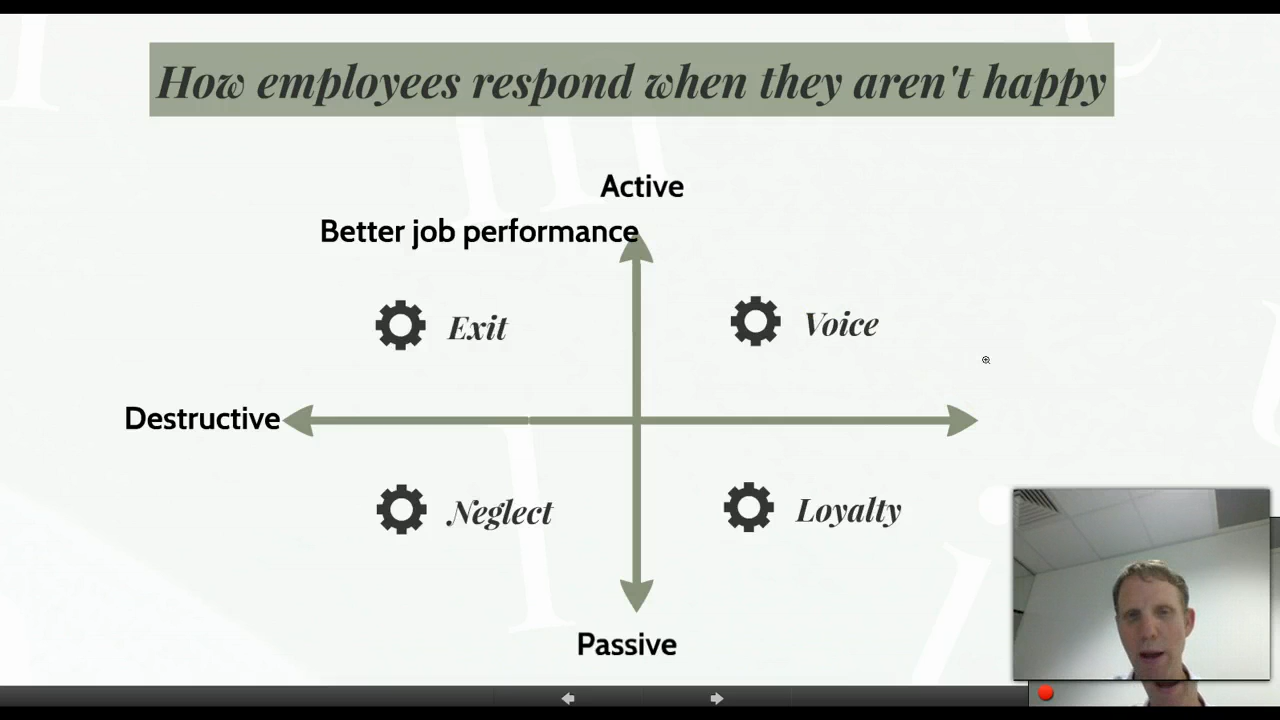 How employees respond when they aren't happy
Active
Better job performance
Exit
Voice
Destructive
Neglect
Loyalty
Passive